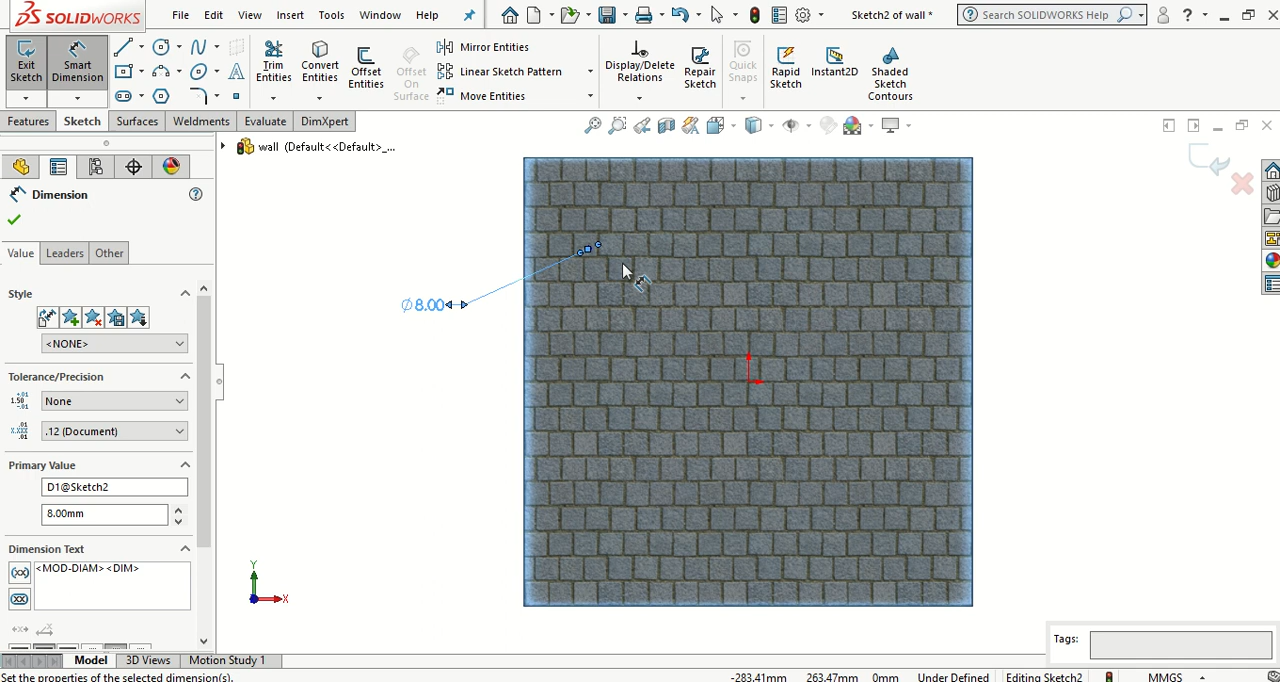 SOLIDWORKS File Edit View Insert Tools Window Help Sketch2 of wall * Search SOLIDWORKS Help ?
Exit Sketch
Smart Dimension
Trim Entities
Convert Entities
Offset Entities
Offset On Surface
Mirror Entities
Linear Sketch Pattern
Move Entities
Display/Delete Relations
Repair Sketch
Quick Snaps
Rapid Sketch
Instant2D
Shaded Sketch Contours
Features Sketch Surfaces Weldments Evaluate DimXpert
wall (Default<<Default>_...
Dimension
Value Leaders Other
Style
<NONE>
Tolerance/Precision
None
.12 (Document)
Primary Value
D1@Sketch2
8.00mm
Dimension Text
<MOD-DIAM><DIM>
∅8.00
Y
X
Tags:
Model 3D Views Motion Study 1
Set the properties of the selected dimension(s). -283.41mm 263.47mm 0mm Under Defined Editing Sketch2 MMGS